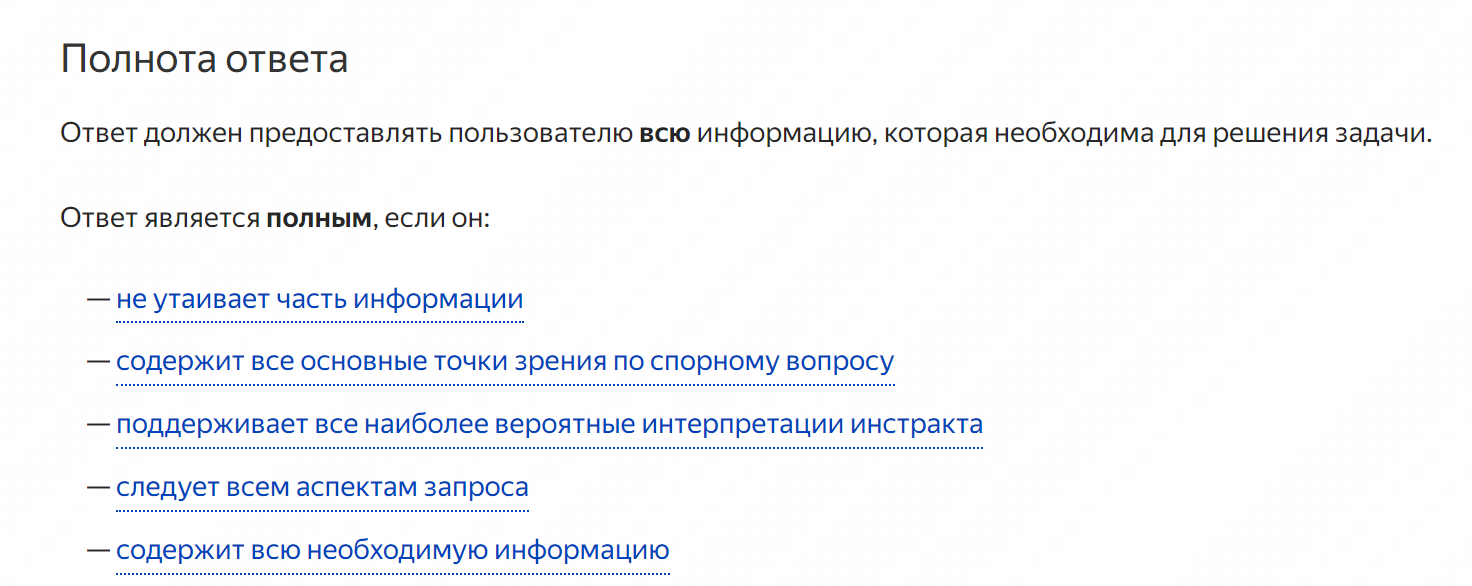 Полнота ответа
Ответ должен предоставлять пользователю всю информацию, которая необходима для решения задачи.
Ответ является полным, если он:
— не утаивает часть информации
— содержит все основные точки зрения по спорному вопросу
— поддерживает все наиболее вероятные интерпретации инстракта
— следует всем аспектам запроса
— содержит всю необходимую информацию